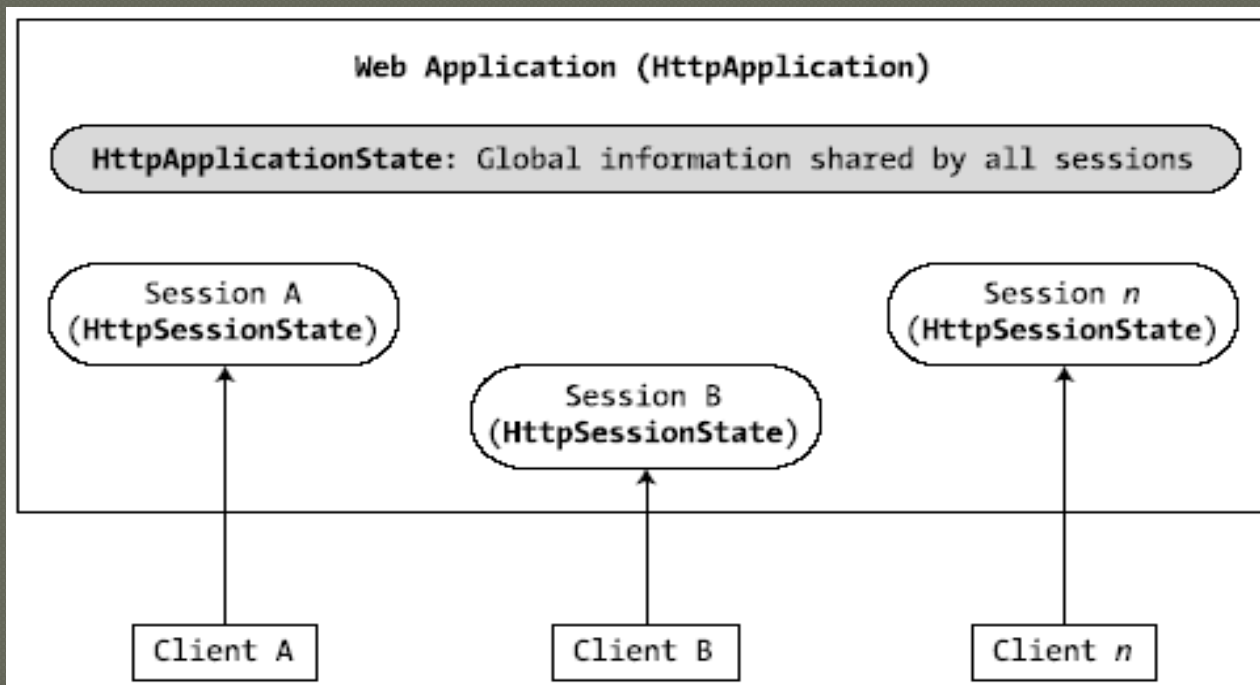 Web Application (HttpApplication)
HttpApplicationState: Global information shared by all sessions
Session A
(HttpSessionState)
Session n
(HttpSessionState)
Session B
(HttpSessionState)
Client A
Client B
Client n